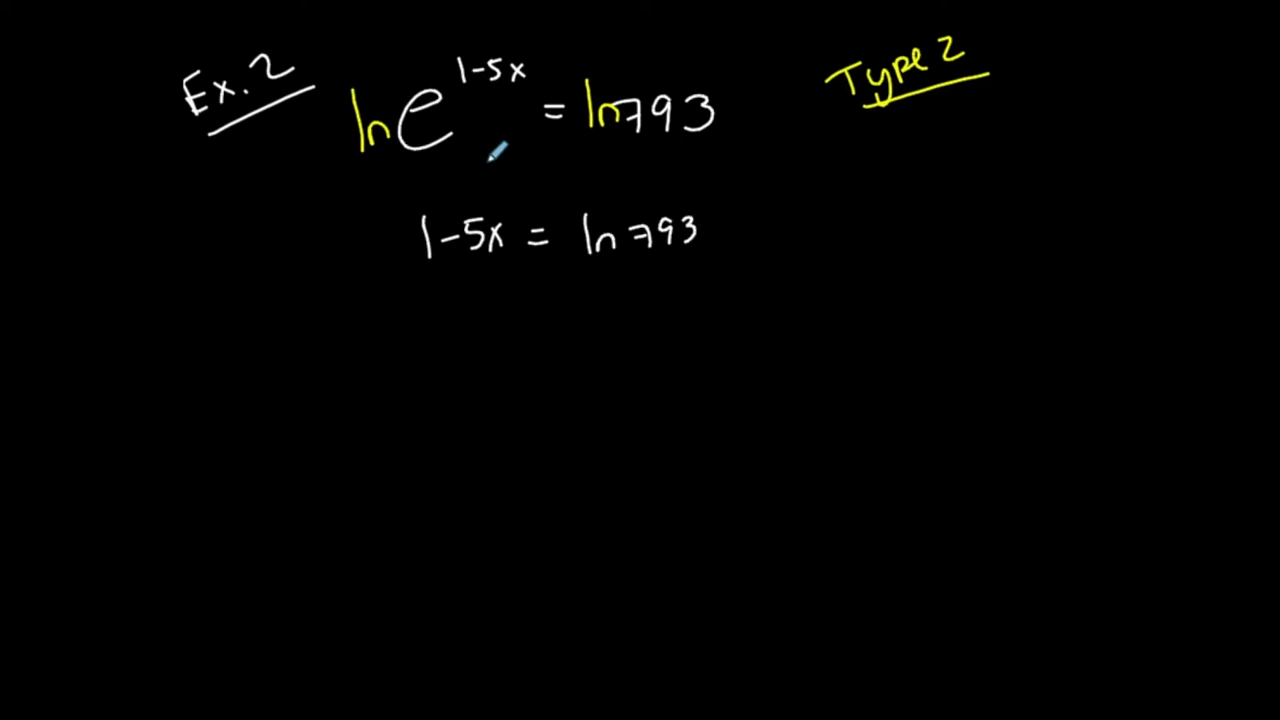 Ex. 2
ln e^{1-5x} = ln 793
Type 2
1-5x = ln 793